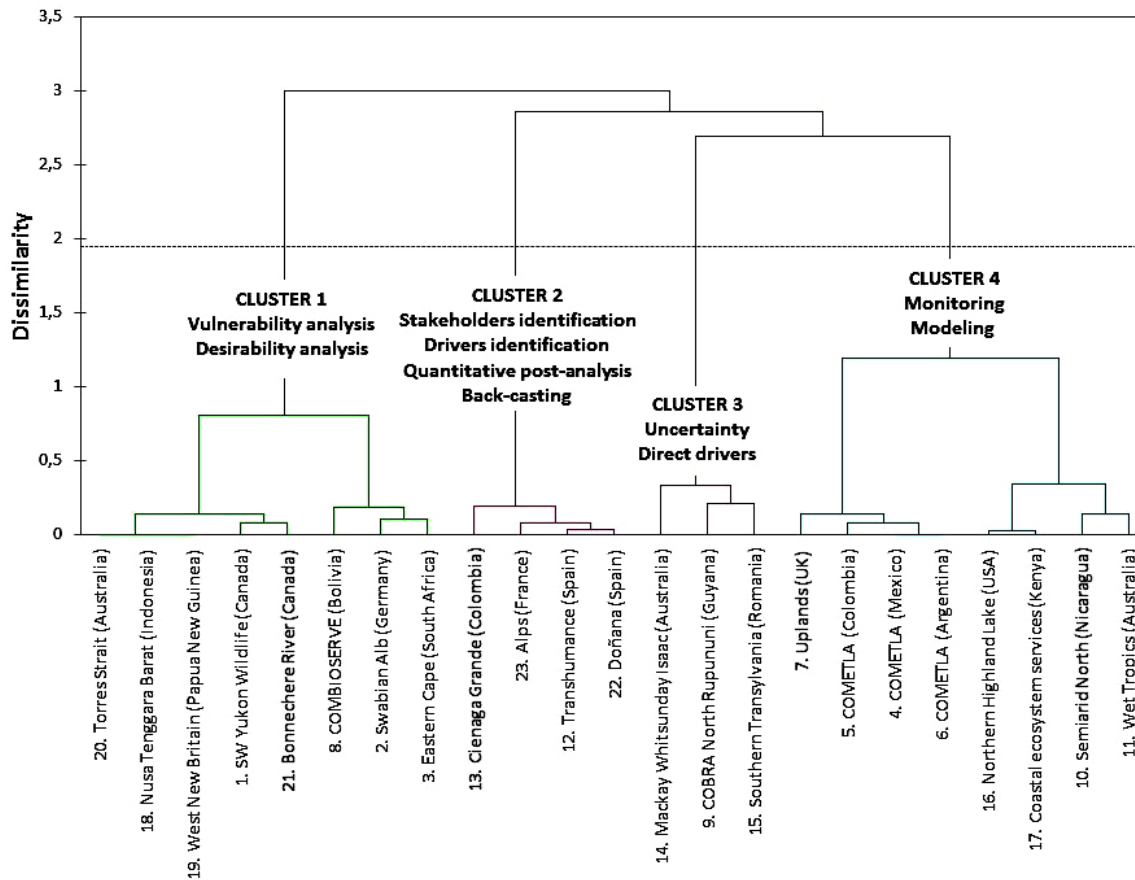 3,5
3
2,5
2
1,5
1
0,5
0
Dissimilarity
CLUSTER 1
Vulnerability analysis
Desirability analysis
CLUSTER 2
Stakeholders identification
Drivers identification
Quantitative post-analysis
Back-casting
CLUSTER 3
Uncertainty
Direct drivers
CLUSTER 4
Monitoring
Modeling
20. Torres Strait (Australia)
18. Nusa Tenggara Barat (Indonesia)
19. West New Britain (Papua New Guinea)
1. SW Yukon Wildlife (Canada)
21. Bonnechere River (Canada)
8. COMBIOSERVE (Bolivia)
2. Swabian Alb (Germany)
3. Eastern Cape (South Africa)
13. Cienaga Grande (Colombia)
23. Alps (France)
12. Transhumance (Spain)
22. Doñana (Spain)
14. Mackay Whitsunday Isaac (Australia)
9. COBRA North Rupununi (Guyana)
15. Southern Transylvania (Romania)
7. Uplands (UK)
5. COMETLA (Colombia)
4. COMETLA (Mexico)
6. COMETLA (Argentina)
16. Northern Highland Lake (USA)
17. Coastal ecosystem services (Kenya)
10. Semiarid North (Nicaragua)
11. Wet Tropics (Australia)